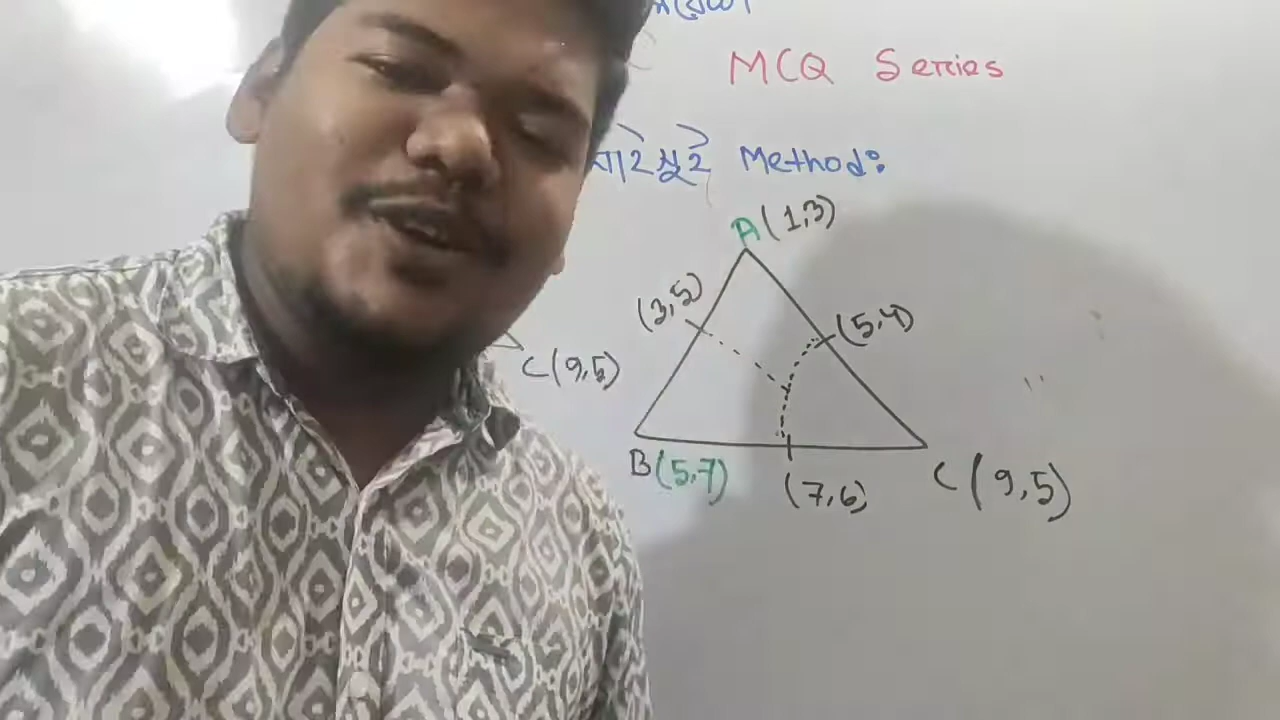 MCQ Series
Method:
A(1,3)
(3,5)
(5,4)
C(9,5)
B(5,7)
(7,6)
C(9,5)